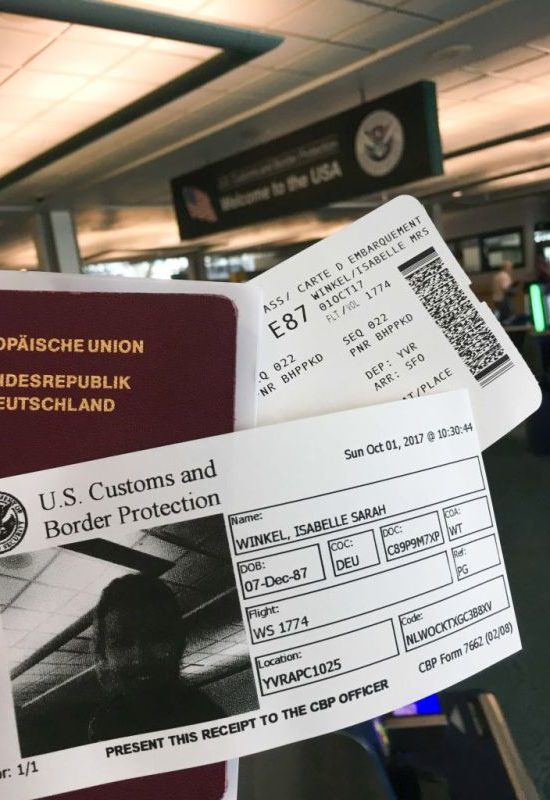 U.S. Customs and Border Protection
Welcome to the USA
ASS/ CARTE D EMBARQUEMENT
WINKEL/ISABELLE MRS
E87 01OCT17
FLT/VOL 1774
SEQ 022
PNR BHPPKD
.Q 022
NR BHPPKD
DEP: YVR
ARR: SFO
AT/PLACE
OPÄISCHE UNION
NDESREPUBLIK
EUTSCHLAND
Sun Oct 01, 2017 @ 10:30:44
U.S. Customs and
Border Protection
Name:
WINKEL, ISABELLE SARAH
DOB: COC: DOC: COA:
07-Dec-87 DEU C89P9M7XP WT
Flight: Ref:
WS 1774 PG
Location: Code:
YVRAPC1025 NLWOCKTXGC3B8XV
CBP Form 7662 (02/08)
PRESENT THIS RECEIPT TO THE CBP OFFICER
or: 1/1